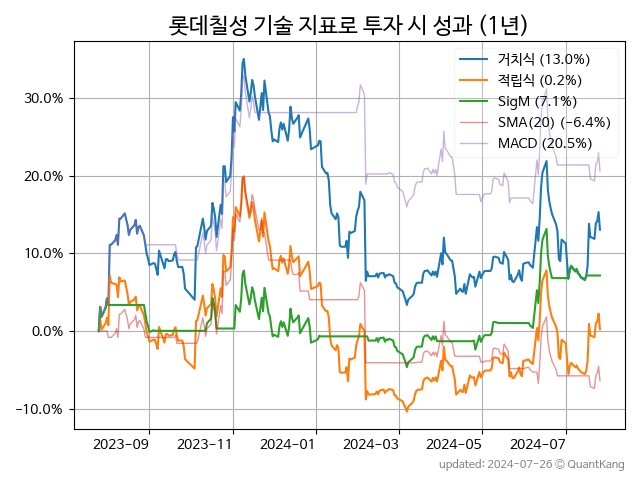 롯데칠성 기술 지표로 투자 시 성과 (1년)
거치식 (13.0%)
적립식 (0.2%)
SigM (7.1%)
SMA(20) (−6.4%)
MACD (20.5%)
30.0%
20.0%
10.0%
0.0%
−10.0%
2023-09 2023-11 2024-01 2024-03 2024-05 2024-07
updated: 2024-07-26 © QuantKang